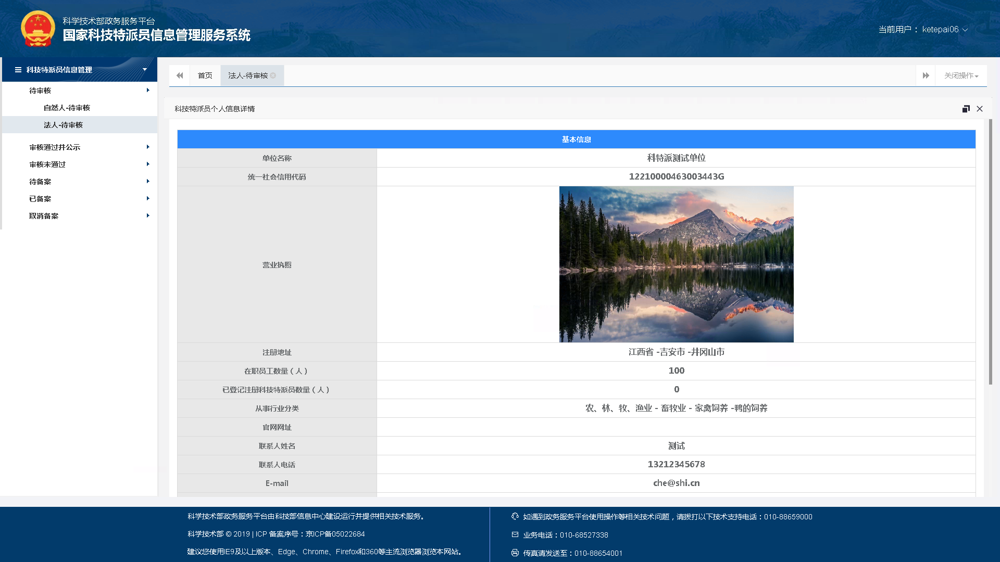 科学技术部政务服务平台
国家科技特派员信息管理服务系统
当前用户： ketepai06
科技特派员信息管理
待审核
自然人-待审核
法人-待审核
审核通过并公示
审核未通过
待备案
已备案
取消备案
首页
法人-待审核
关闭操作
科技特派员个人信息详情
基本信息
单位名称 科特派测试单位
统一社会信用代码 12210000463003443G
营业执照
注册地址 江西省 -吉安市 -井冈山市
在职员工数量（人） 100
已登记注册科技特派员数量（人） 0
从事行业分类 农、林、牧、渔业 - 畜牧业 - 家禽饲养 -鸭的饲养
官网网址
联系人姓名 测试
联系人电话 13212345678
E-mail che@shi.cn
科学技术部政务服务平台由科技部信息中心建设运行并提供相关技术服务。
科学技术部 © 2019 | ICP 备案序号：京ICP备05022684
建议您使用IE9及以上版本、Edge、Chrome、Firefox和360等主流浏览器浏览本网站。
如遇到政务服务平台使用操作等相关技术问题，请拨打以下技术支持电话：010-88659000
业务电话：010-68527338
传真请发送至：010-88654001